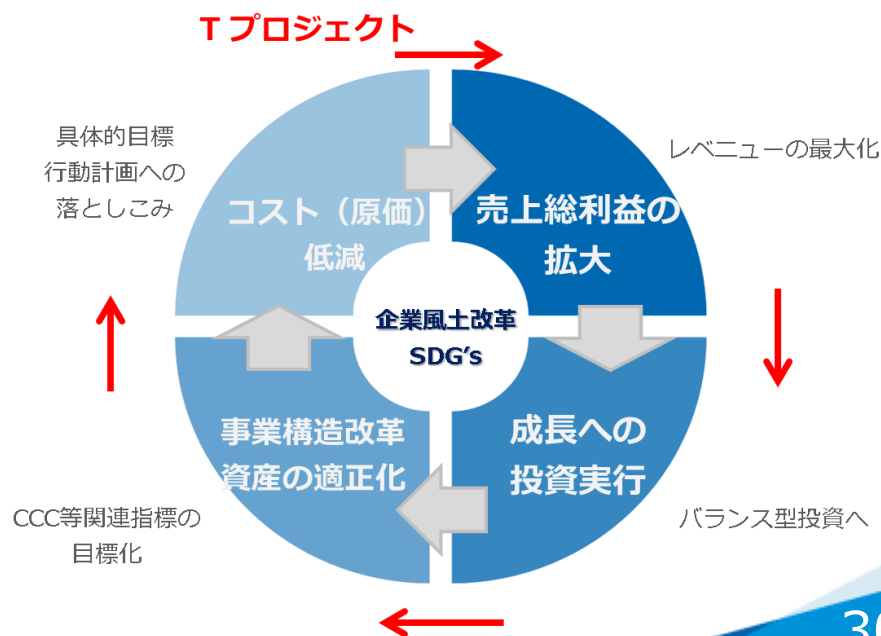 Tプロジェクト
具体的目標
行動計画への
落としこみ
レベニューの最大化
コスト（原価）
低減
売上総利益の
拡大
企業風土改革
SDG’s
事業構造改革
資産の適正化
成長への
投資実行
CCC等関連指標の
目標化
バランス型投資へ